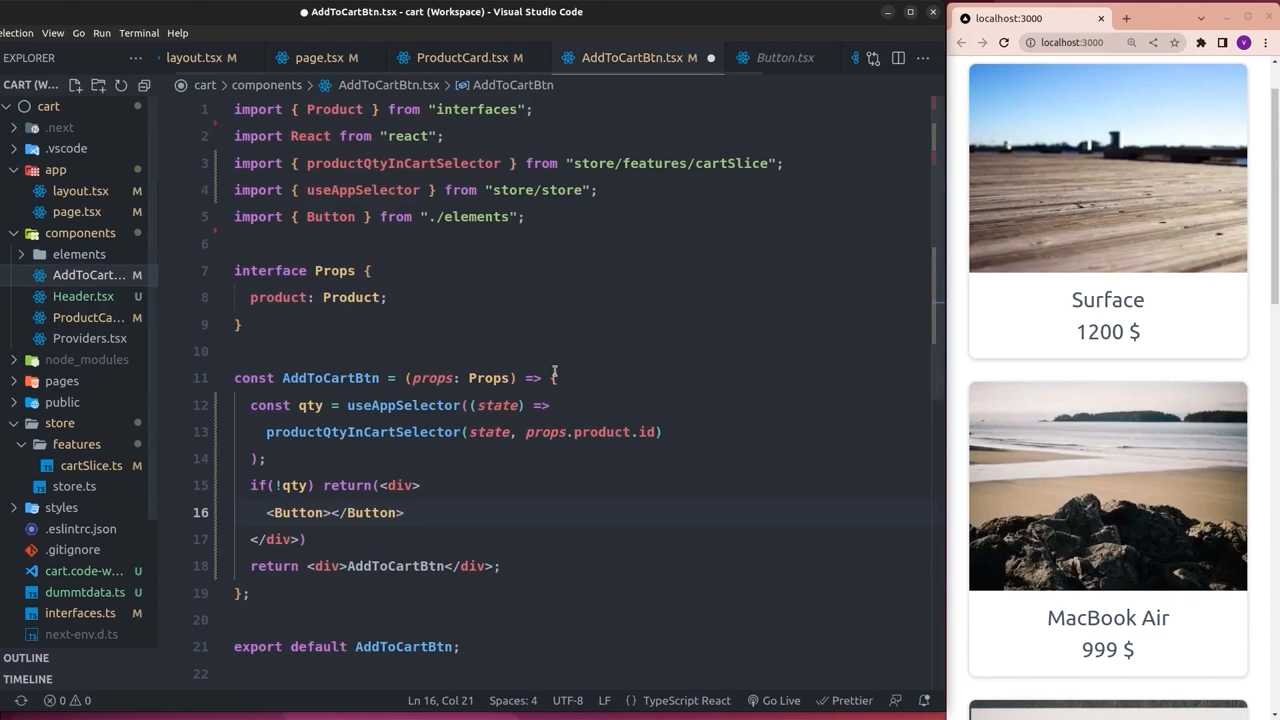 AddToCartBtn.tsx - cart (Workspace) - Visual Studio Code
election View Go Run Terminal Help
EXPLORER
layout.tsx M
page.tsx M
ProductCard.tsx M
AddToCartBtn.tsx M
Button.tsx
CART (W...
cart > components > AddToCartBtn.tsx > AddToCartBtn
cart
.next
.vscode
app
layout.tsx M
page.tsx M
components
elements
AddToCart... M
Header.tsx U
ProductCa... M
Providers.tsx
node_modules
pages
public
store
features
cartSlice.ts M
store.ts
styles
.eslintrc.json
.gitignore
cart.code-w... U
dummtdata.ts U
interfaces.ts M
next-env.d.ts
OUTLINE
TIMELINE
1 import { Product } from "interfaces";
2 import React from "react";
3 import { productQtyInCartSelector } from "store/features/cartSlice";
4 import { useAppSelector } from "store/store";
5 import { Button } from "./elements";
6
7 interface Props {
8 product: Product;
9 }
10
11 const AddToCartBtn = (props: Props) => {
12 const qty = useAppSelector((state) =>
13 productQtyInCartSelector(state, props.product.id)
14 );
15 if(!qty) return(<div>
16 <Button></Button>
17 </div>)
18 return <div>AddToCartBtn</div>;
19 };
20
21 export default AddToCartBtn;
22
0 0
Ln 16, Col 21
Spaces: 4
UTF-8
LF
TypeScript React
Go Live
Prettier
localhost:3000
localhost:3000
V
Surface
1200 $
MacBook Air
999 $